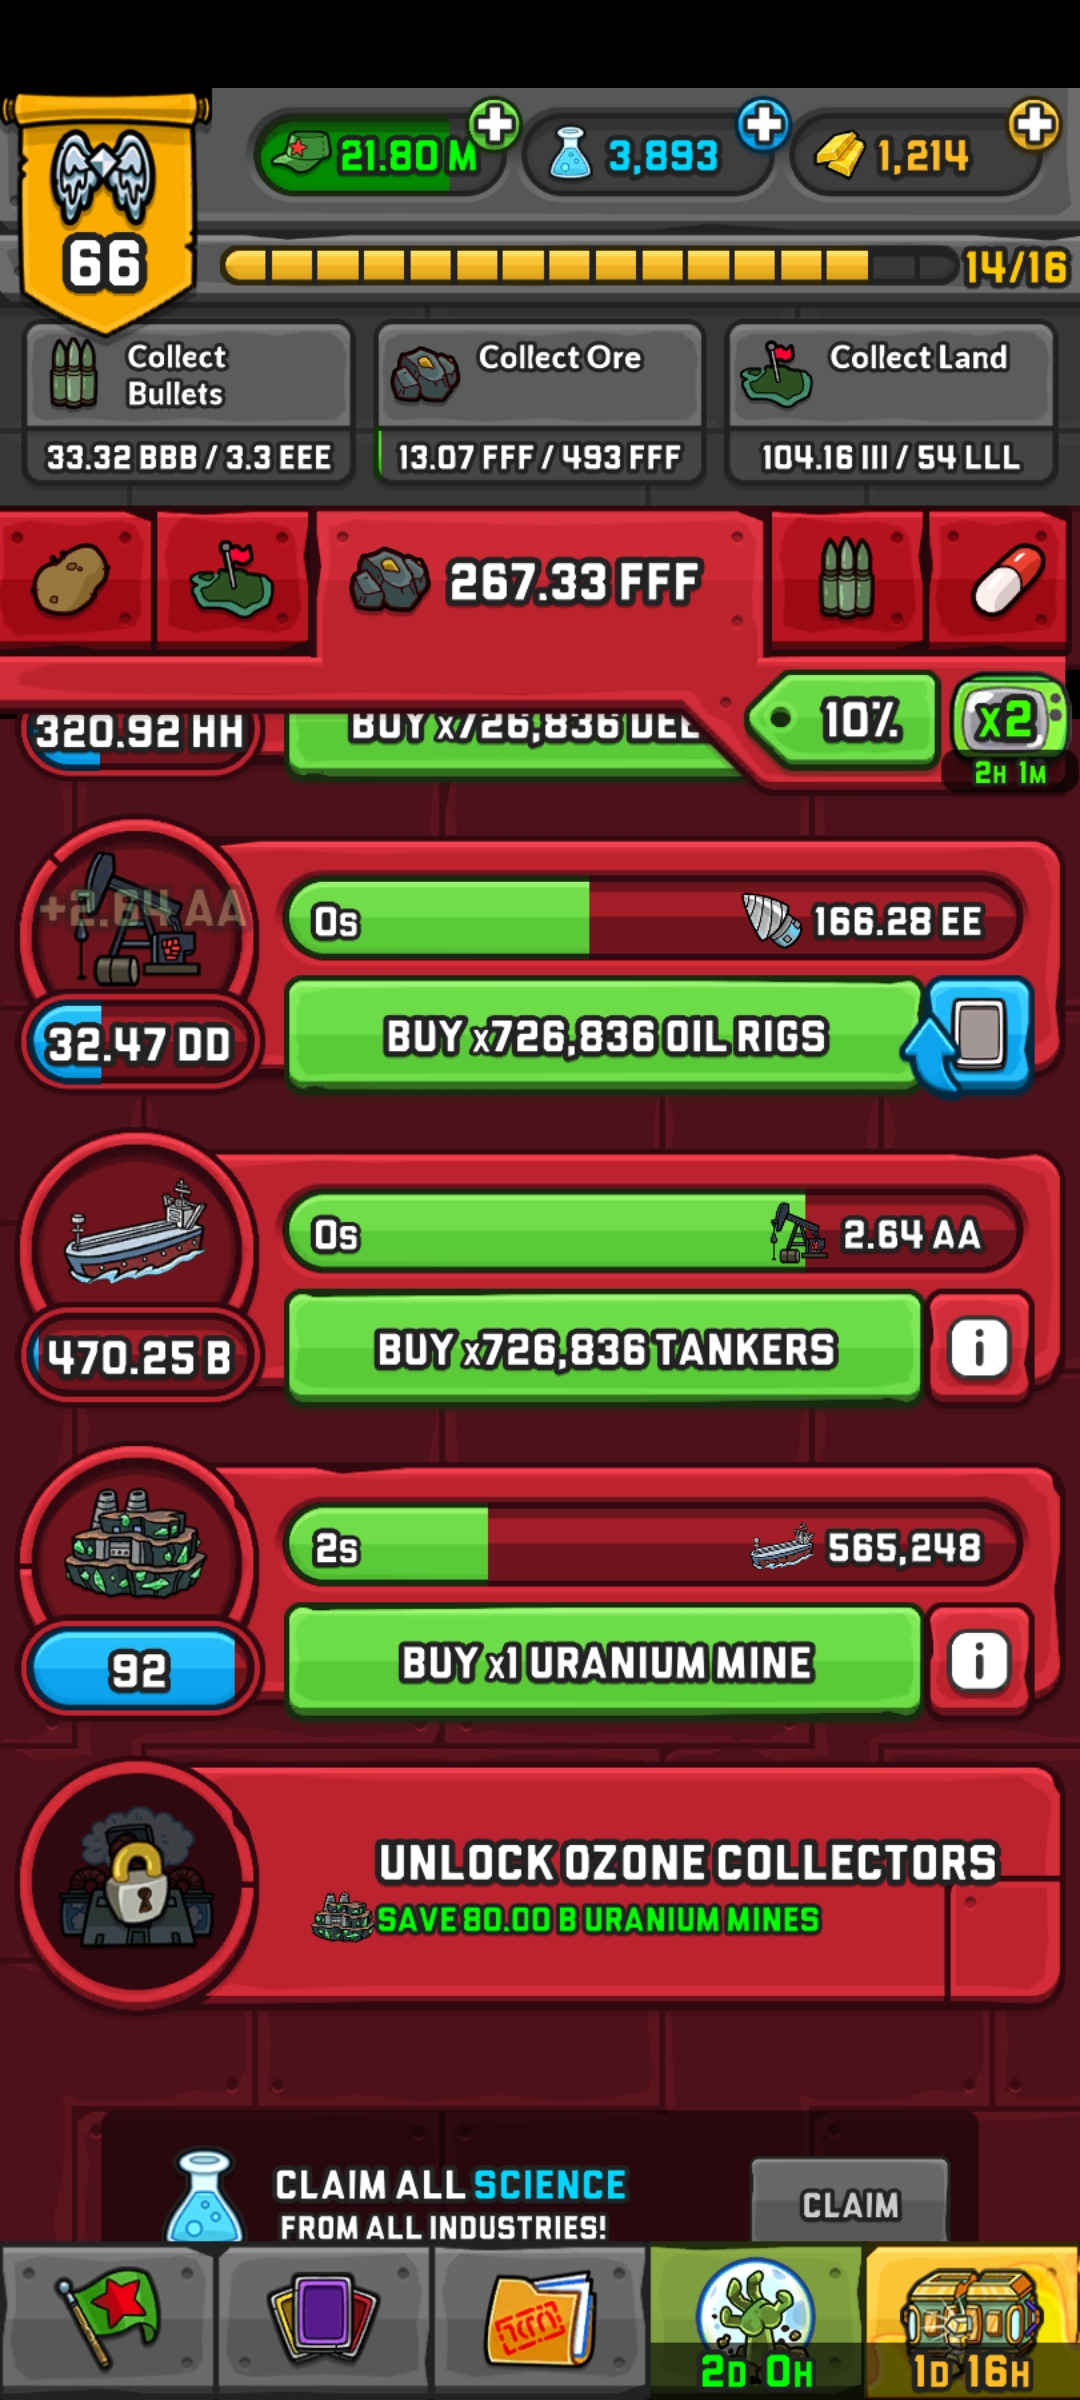 21.80 M
3,893
1,214
66
14/16
Collect
Bullets
33.32 BBB / 3.3 EEE
Collect Ore
13.07 FFF / 493 FFF
Collect Land
104.16 III / 54 LLL
267.33 FFF
10%
x2
2H 1M
320.92 HH
BUY x726,836 DEE
+2.64 AA
0s
166.28 EE
32.47 DD
BUY x726,836 OIL RIGS
0s
2.64 AA
470.25 B
BUY x726,836 TANKERS
i
2s
565,248
92
BUY x1 URANIUM MINE
i
UNLOCK OZONE COLLECTORS
SAVE 80.00 B URANIUM MINES
CLAIM ALL SCIENCE
FROM ALL INDUSTRIES!
CLAIM
2D 0H
1D 16H